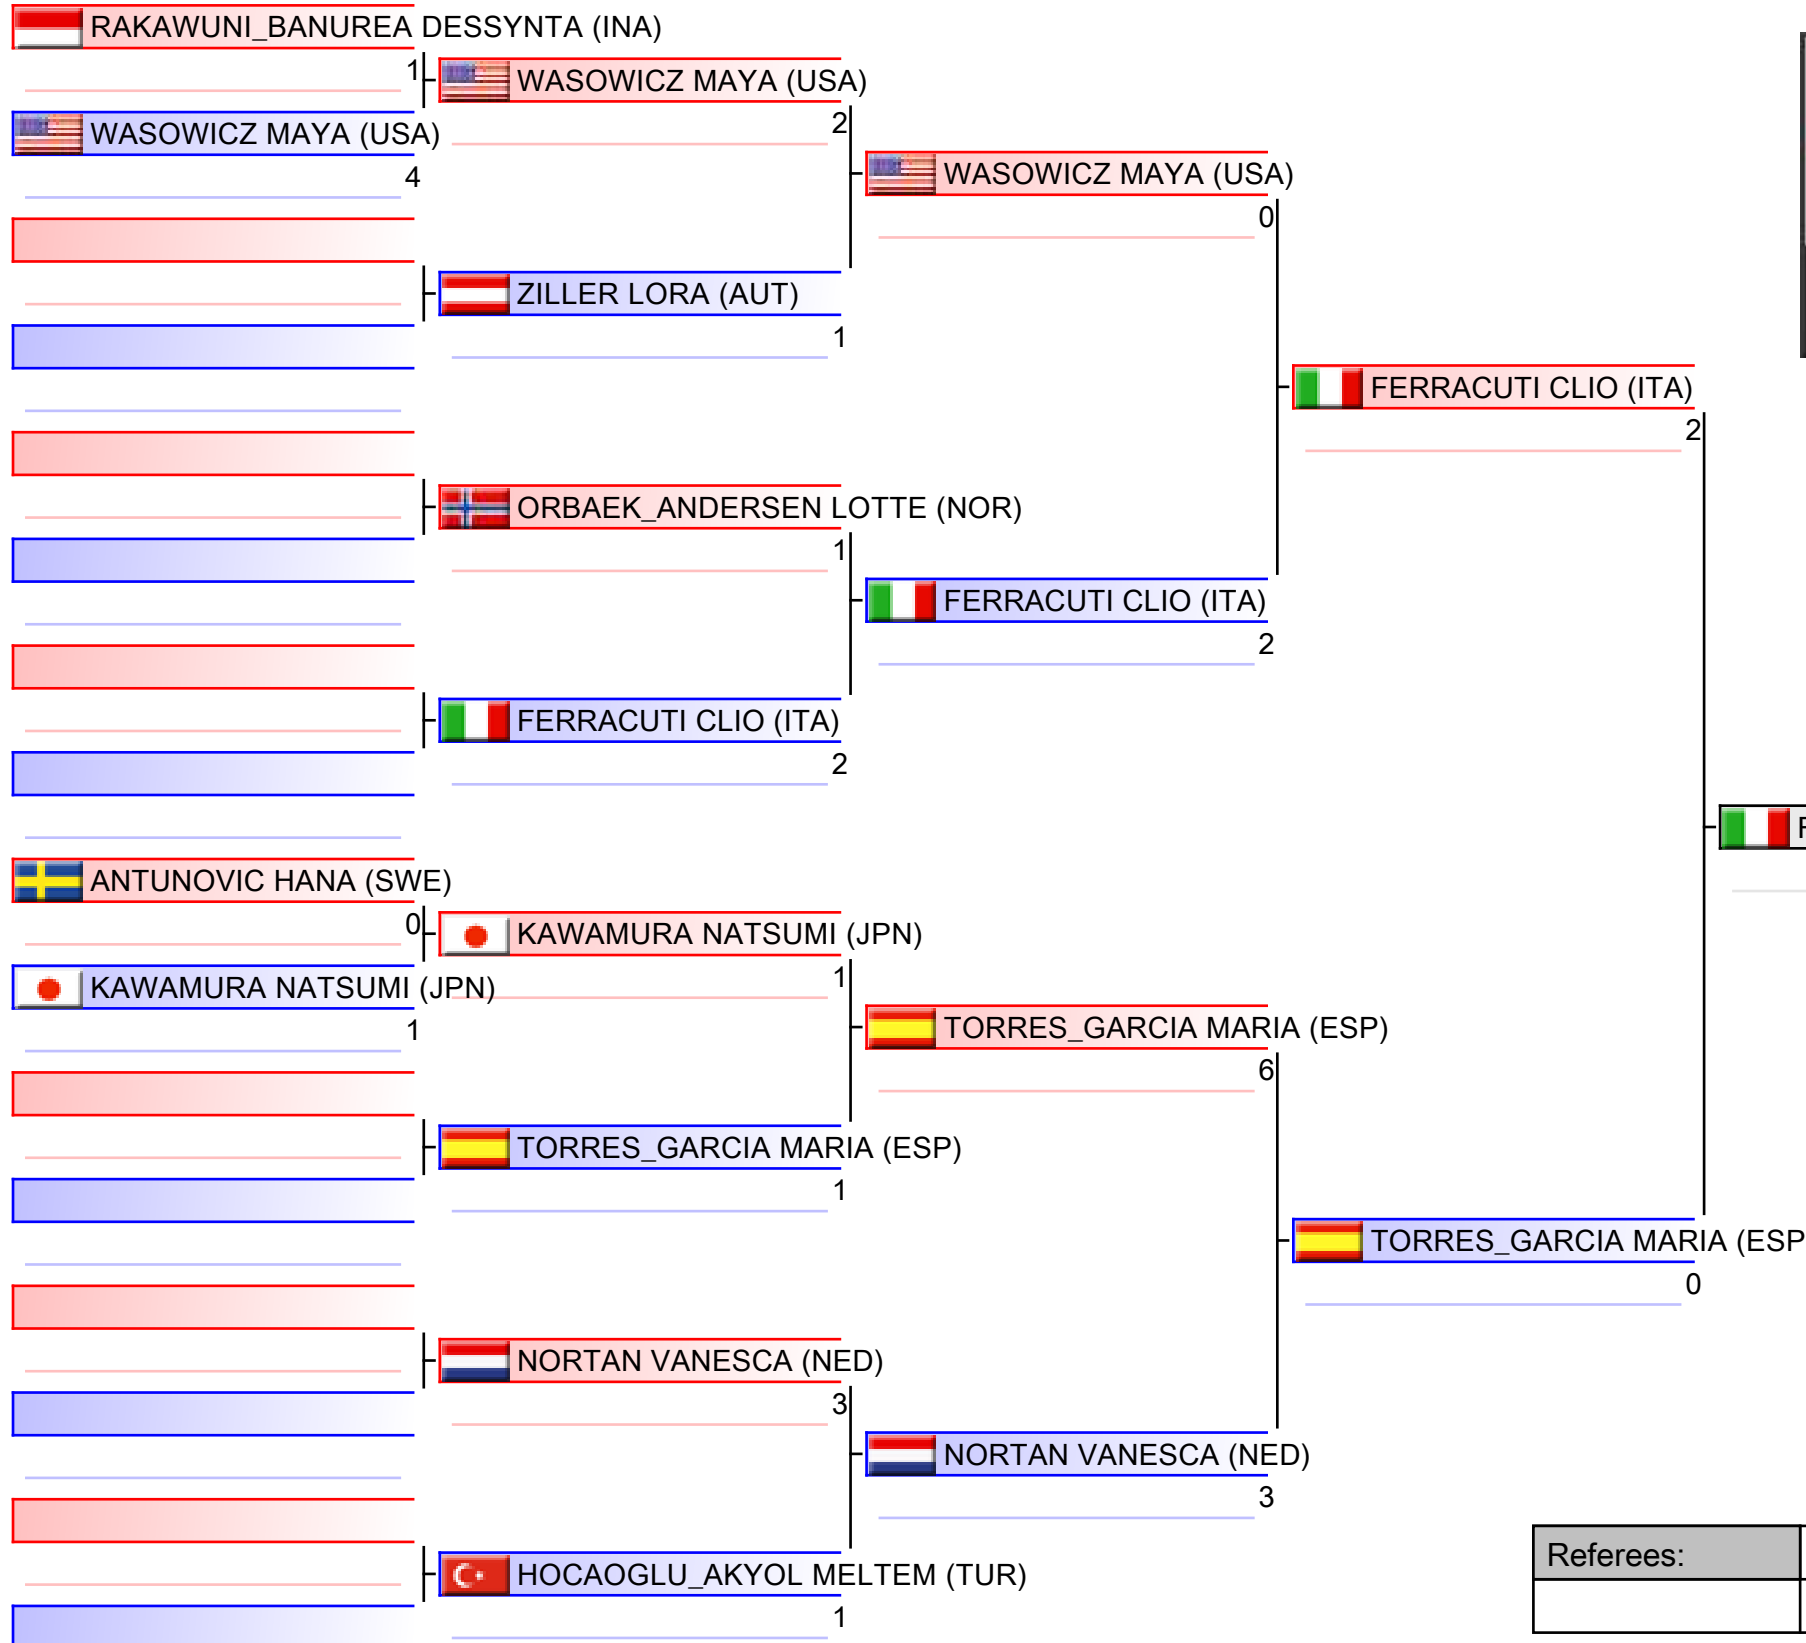 RAKAWUNI_BANUREA DESSYNTA (INA)
1
WASOWICZ MAYA (USA)
4
WASOWICZ MAYA (USA)
2
ZILLER LORA (AUT)
1
WASOWICZ MAYA (USA)
0
ORBAEK_ANDERSEN LOTTE (NOR)
1
FERRACUTI CLIO (ITA)
2
FERRACUTI CLIO (ITA)
2
FERRACUTI CLIO (ITA)
2
ANTUNOVIC HANA (SWE)
0
KAWAMURA NATSUMI (JPN)
1
KAWAMURA NATSUMI (JPN)
1
TORRES_GARCIA MARIA (ESP)
1
TORRES_GARCIA MARIA (ESP)
6
NORTAN VANESCA (NED)
3
HOCAOGLU_AKYOL MELTEM (TUR)
1
NORTAN VANESCA (NED)
3
TORRES_GARCIA MARIA (ESP
0
Referees: